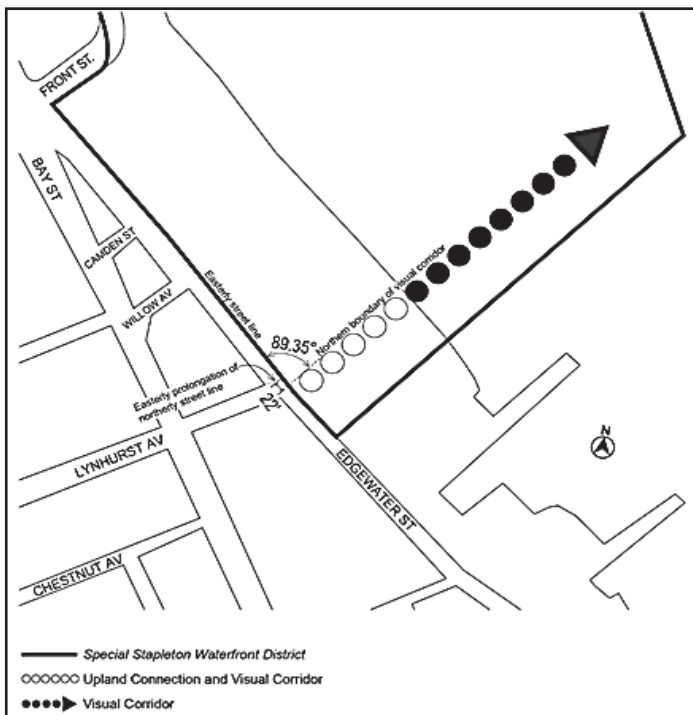 FRONT ST.
BAY ST
CAMDEN ST
WILLOW AV
Easterly street line
89.35°
Northern boundary of visual corridor
Easterly prolongation of
northerly street line
22'
LYNHURST AV
EDGEWATER ST
N
CHESTNUT AV
Special Stapleton Waterfront District
Upland Connection and Visual Corridor
Visual Corridor